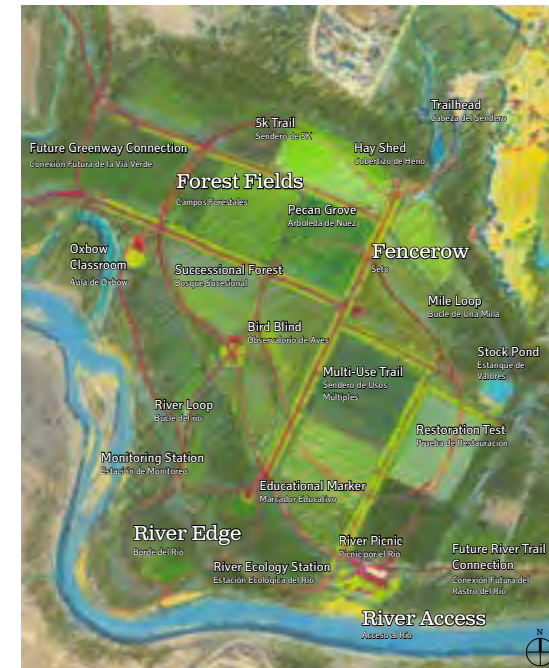 Trailhead
Cabeza del Sendero
5k Trail
Sendero de 5K
Future Greenway Connection
Conexión Futura de la Vía Verde
Hay Shed
Cobertizo de Heno
Forest Fields
Campos Forestales
Pecan Grove
Arboleda de Nuez
Fencerow
Seto
Oxbow
Classroom
Aula de Oxbow
Successional Forest
Bosque Sucesional
Mile Loop
Bucle de Una Milla
Bird Blind
Observatorio de Aves
Stock Pond
Estanque de
Valores
Multi-Use Trail
Sendero de Usos
Múltiples
River Loop
Bucle del río
Restoration Test
Prueba de Restauración
Monitoring Station
Estación de Monitoreo
Educational Marker
Marcador Educativo
River Edge
Borde del Río
River Picnic
Picnic por el Río
Future River Trail
Connection
Conexión Futura del
Rastro del Río
River Ecology Station
Estación Ecológica del Río
River Access
Acceso al Río
N